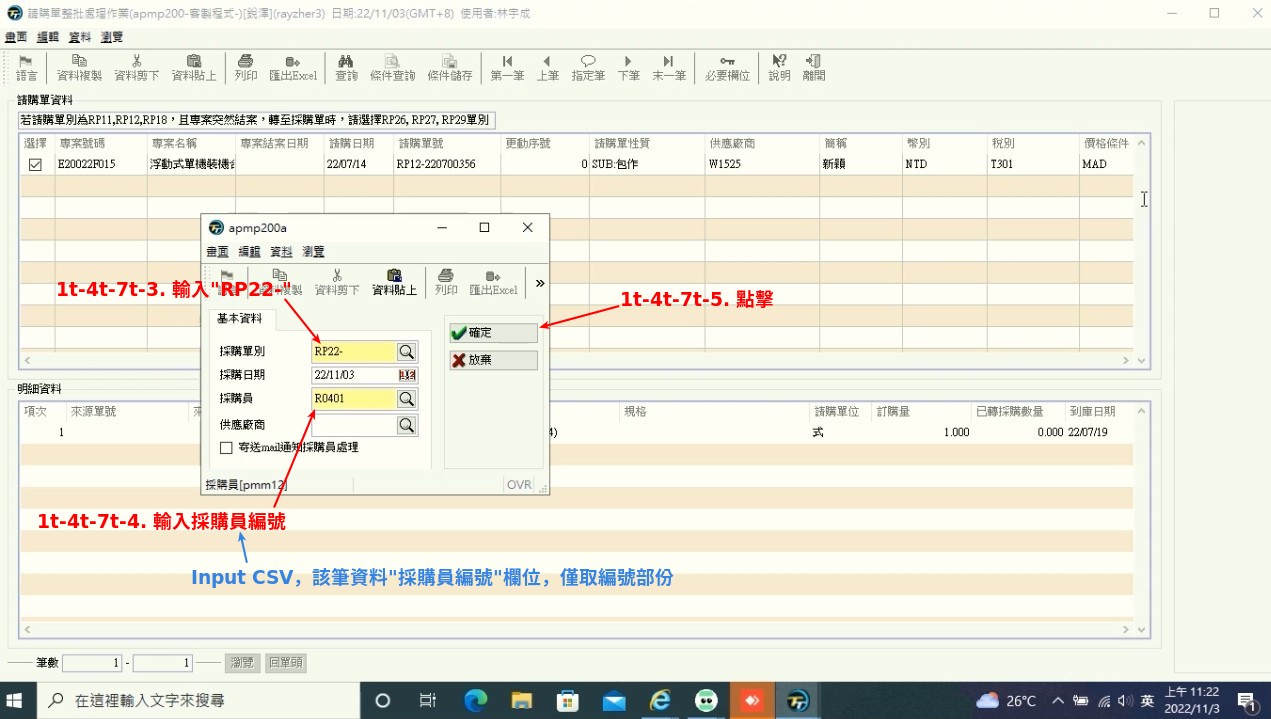 請購單整批處理作業(apmp200-客製程式-)[銳澤](rayzher3) 日期:22/11/03(GMT+8) 使用者:林宇成
畫面 編輯 資料 瀏覽
語言 資料複製 資料剪下 資料貼上 列印 匯出Excel 查詢 條件查詢 條件儲存 第一筆 上筆 指定筆 下筆 末一筆 必要欄位 說明 離開
請購單資料
若請購單別為RP11,RP12,RP18，且專案突然結案，轉至採購單時，請選擇RP26, RP27, RP29單別
選擇 專案號碼 專案名稱 專案結案日期 請購日期 請購單號 更動序號 請購單性質 供應廠商 簡稱 幣別 稅別 價格條件
E20022F015 浮動式單機裝機 22/07/14 RP12-220700356 0 SUB:包作 W1525 新穎 NTD T301 MAD
apmp200a
畫面 編輯 資料 瀏覽
資料剪下 資料貼上 列印 匯出Excel »
1t-4t-7t-3. 輸入"RP22-"
1t-4t-7t-5. 點擊
基本資料
確定
採購單別 RP22-
放棄
採購日期 22/11/03
採購員 R0401
供應廠商
寄送mail通知採購員處理
採購員[pmm12] OVR
明細資料
項次 來源單號 規格 請購單位 訂購量 已轉採購數量 到庫日期
1 4) 式 1.000 0.000 22/07/19
1t-4t-7t-4. 輸入採購員編號
Input CSV，該筆資料"採購員編號"欄位，僅取編號部份
筆數 1 - 1 瀏覽 回單頭
在這裡輸入文字來搜尋
26°C
英
上午 11:22
2022/11/3
1